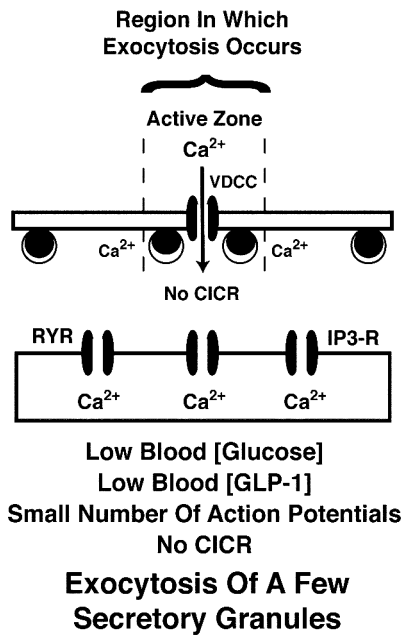 Region In Which
Exocytosis Occurs
Active Zone
Ca²⁺
VDCC
Ca²⁺ Ca²⁺
No CICR
RYR IP3-R
Ca²⁺ Ca²⁺ Ca²⁺
Low Blood [Glucose]
Low Blood [GLP-1]
Small Number Of Action Potentials
No CICR
Exocytosis Of A Few
Secretory Granules